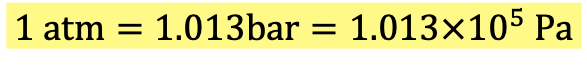 1 atm = 1.013bar = 1.013×10⁵ Pa